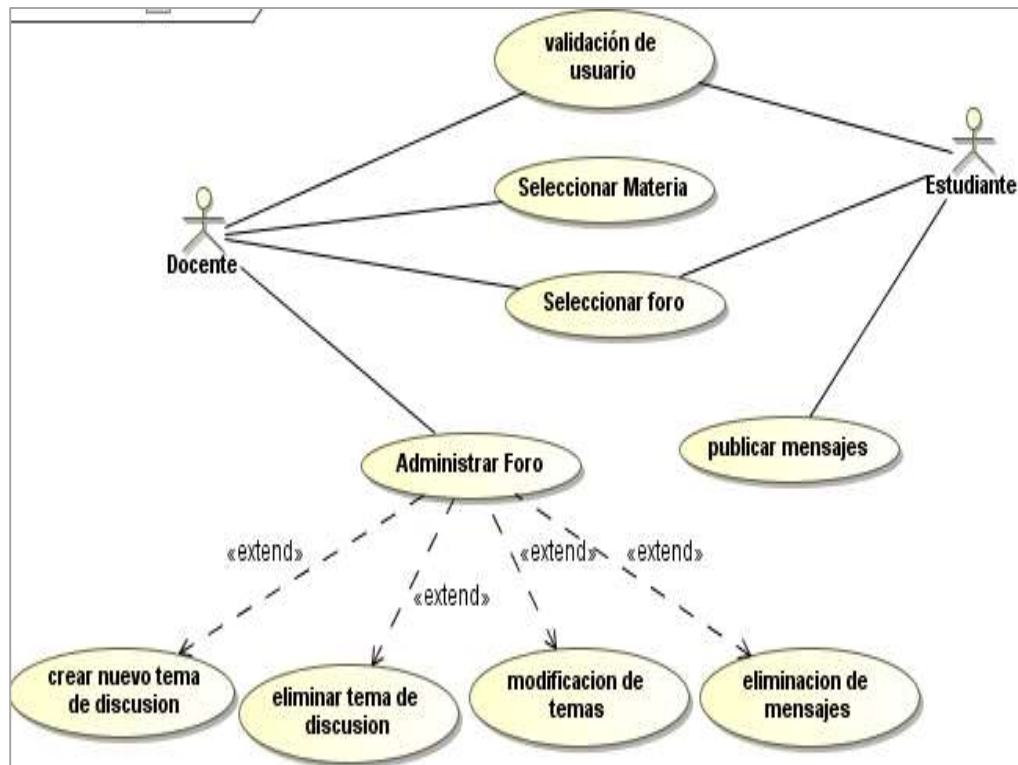 validación de
usuario
Seleccionar Materia
Estudiante
Docente
Seleccionar foro
publicar mensajes
Administrar Foro
«extend»
«extend»
«extend»
«extend»
crear nuevo tema
de discusion
eliminar tema de
discusion
modificacion de
temas
eliminacion de
mensajes